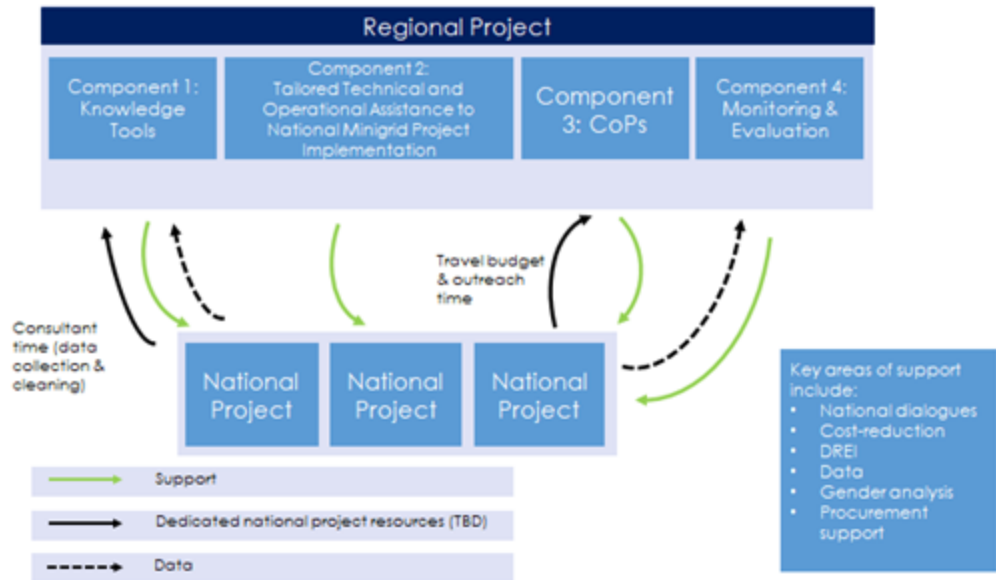 Regional Project
Component 1:
Knowledge
Tools
Component 2:
Tailored Technical and
Operational Assistance to
National Minigrid Project
Implementation
Component
3: CoPs
Component 4:
Monitoring &
Evaluation
Travel budget
& outreach
time
Consultant
time (data
collection &
cleaning)
National
Project
National
Project
National
Project
Key areas of support
include:
• National dialogues
• Cost-reduction
• DREI
• Data
• Gender analysis
• Procurement
support
Support
Dedicated national project resources (TBD)
Data